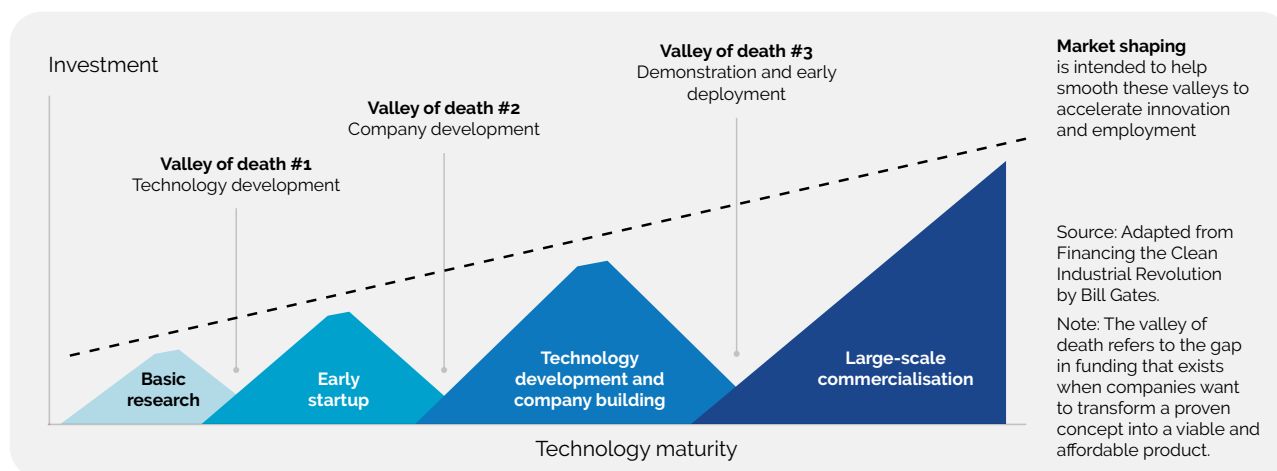 Investment
Valley of death #1
Technology development
Valley of death #2
Company development
Valley of death #3
Demonstration and early
deployment
Basic
research
Early
startup
Technology
development and
company building
Large-scale
commercialisation
Technology maturity
Market shaping
is intended to help
smooth these valleys to
accelerate innovation
and employment
Source: Adapted from
Financing the Clean
Industrial Revolution
by Bill Gates.
Note: The valley of
death refers to the gap
in funding that exists
when companies want
to transform a proven
concept into a viable and
affordable product.